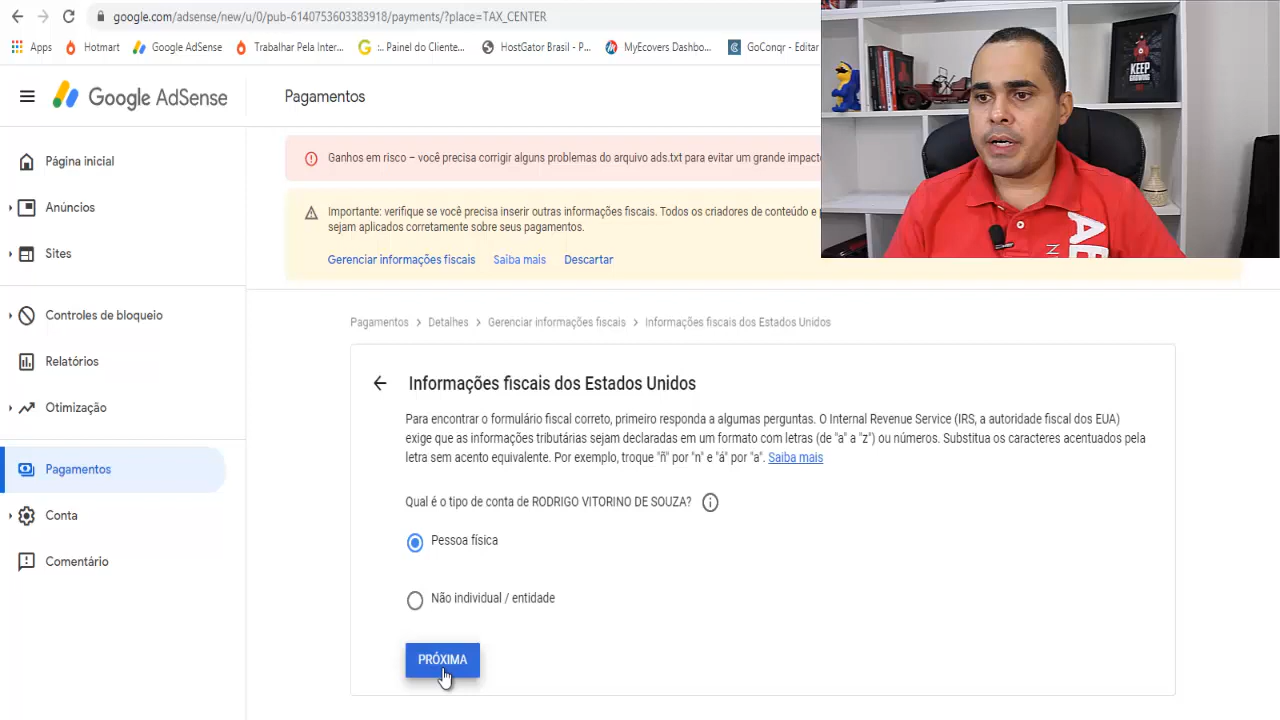 google.com/adsense/new/u/0/pub-6140753603383918/payments/?place=TAX_CENTER
Apps
Hotmart
Google AdSense
Trabalhar Pela Inter...
:. Painel do Cliente...
HostGator Brasil - P...
MyEcovers Dashbo...
GoConqr - Editar
Google AdSense
Pagamentos
KEEP
GROWING
Ganhos em risco – você precisa corrigir alguns problemas do arquivo ads.txt para evitar um grande impact
Página inicial
Anúncios
Importante: verifique se você precisa inserir outras informações fiscais. Todos os criadores de conteúdo e p
sejam aplicados corretamente sobre seus pagamentos.
Sites
Gerenciar informações fiscais Saiba mais Descartar
Controles de bloqueio
Pagamentos > Detalhes > Gerenciar informações fiscais > Informações fiscais dos Estados Unidos
Relatórios
Informações fiscais dos Estados Unidos
Otimização
Para encontrar o formulário fiscal correto, primeiro responda a algumas perguntas. O Internal Revenue Service (IRS, a autoridade fiscal dos EUA)
exige que as informações tributárias sejam declaradas em um formato com letras (de "a" a "z") ou números. Substitua os caracteres acentuados pela
letra sem acento equivalente. Por exemplo, troque "ñ" por "n" e "á" por "a". Saiba mais
Pagamentos
Qual é o tipo de conta de RODRIGO VITORINO DE SOUZA?
Conta
Pessoa física
Comentário
Não individual / entidade
PRÓXIMA